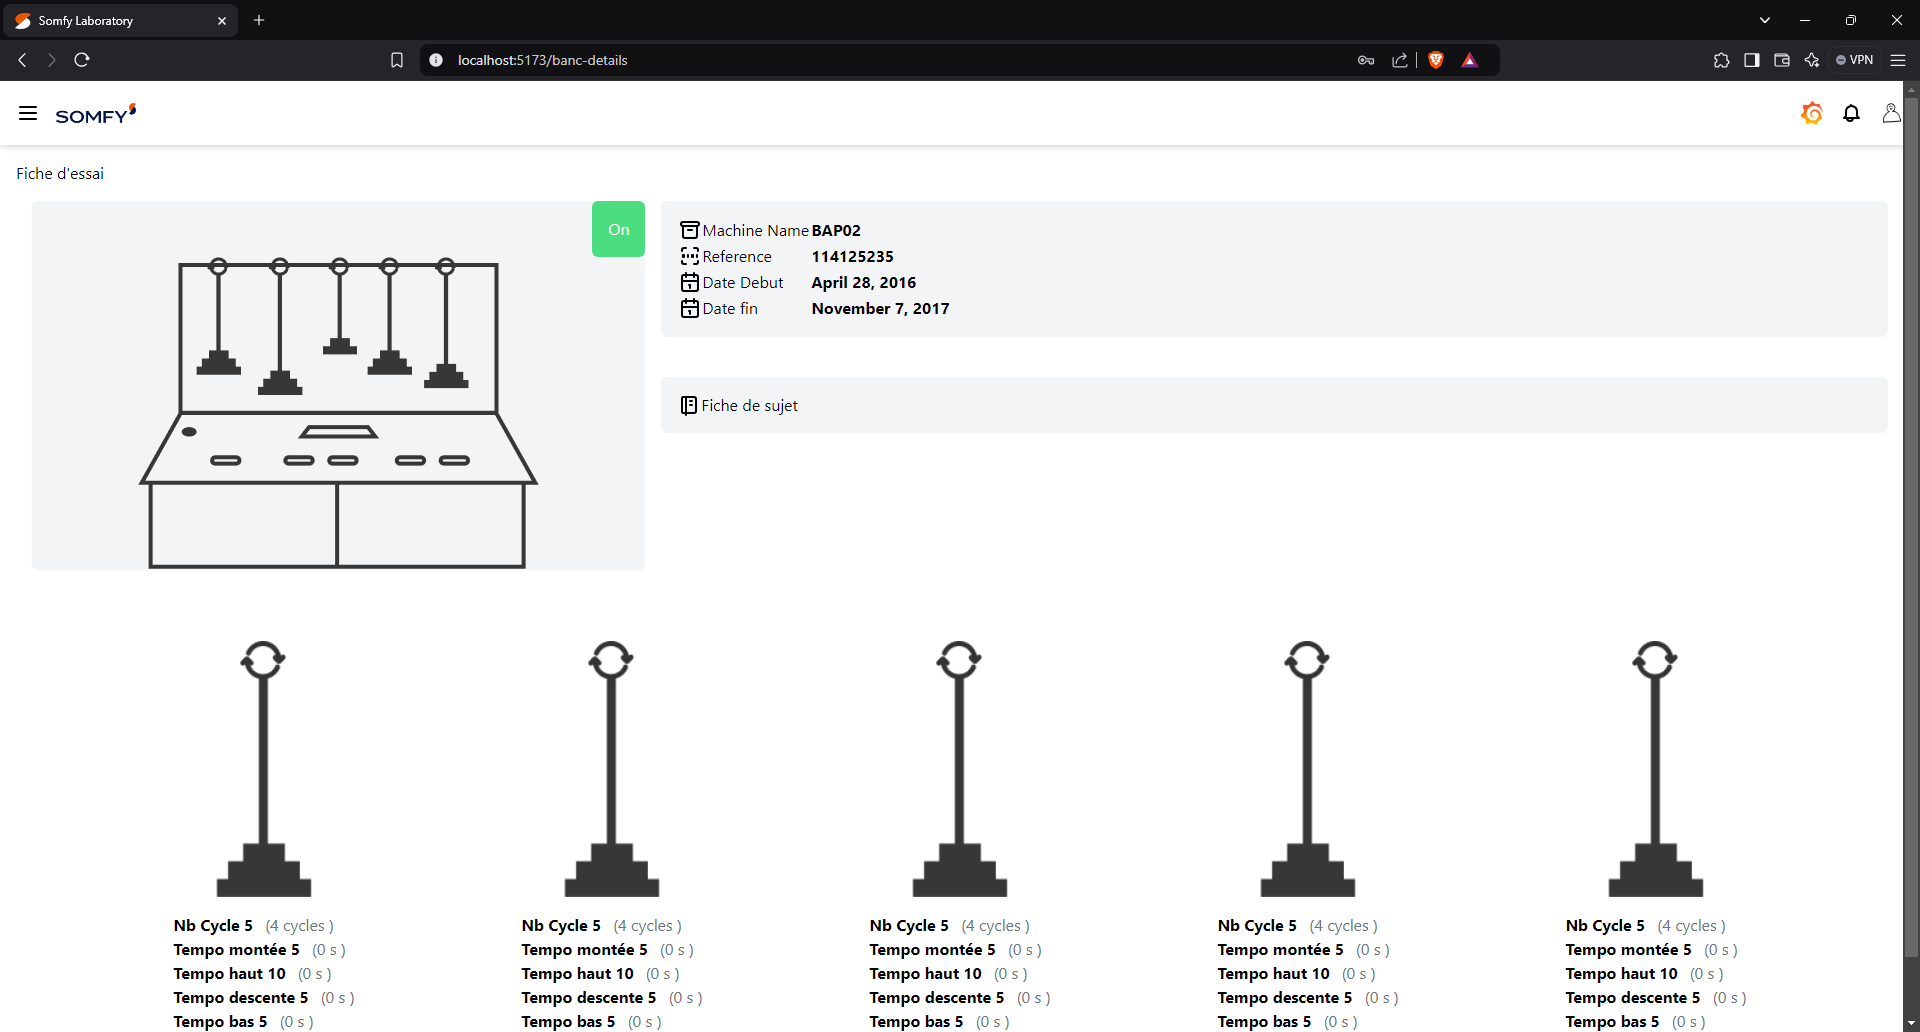 Somfy Laboratory
localhost:5173/banc-details
VPN
SOMFY
Fiche d'essai
On
Machine Name BAP02
Reference 114125235
Date Debut April 28, 2016
Date fin November 7, 2017
Fiche de sujet
Nb Cycle 5 (4 cycles )
Tempo montée 5 (0 s )
Tempo haut 10 (0 s )
Tempo descente 5 (0 s )
Tempo bas 5 (0 s )
Nb Cycle 5 (4 cycles )
Tempo montée 5 (0 s )
Tempo haut 10 (0 s )
Tempo descente 5 (0 s )
Tempo bas 5 (0 s )
Nb Cycle 5 (4 cycles )
Tempo montée 5 (0 s )
Tempo haut 10 (0 s )
Tempo descente 5 (0 s )
Tempo bas 5 (0 s )
Nb Cycle 5 (4 cycles )
Tempo montée 5 (0 s )
Tempo haut 10 (0 s )
Tempo descente 5 (0 s )
Tempo bas 5 (0 s )
Nb Cycle 5 (4 cycles )
Tempo montée 5 (0 s )
Tempo haut 10 (0 s )
Tempo descente 5 (0 s )
Tempo bas 5 (0 s )